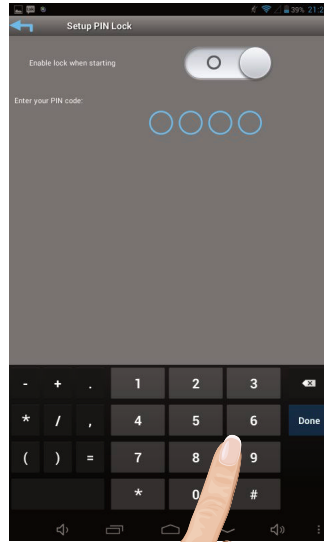 39% 21:2
Setup PIN Lock
Enable lock when starting
Enter your PIN code:
- + . 1 2 3
* / , 4 5 6 Done
( ) = 7 8 9
* 0 #